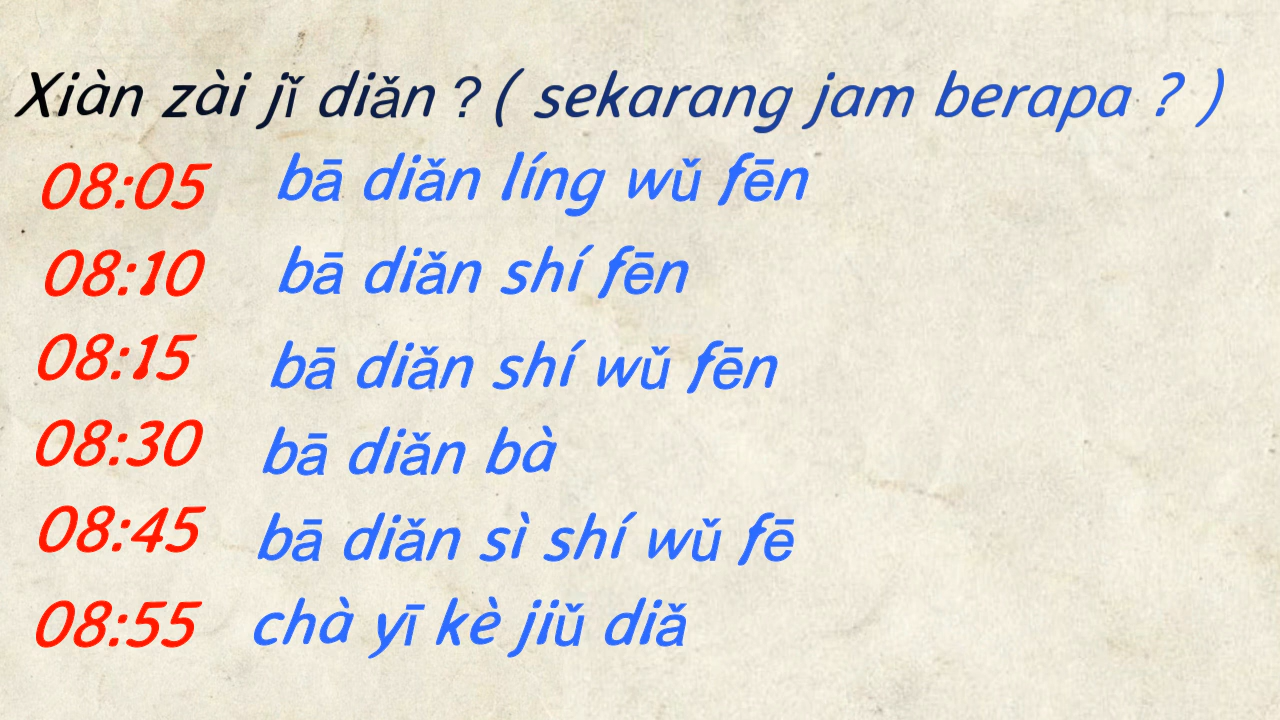 Xiàn zài jǐ diǎn ? ( sekarang jam berapa ? )
08:05 bā diǎn líng wǔ fēn
08:10 bā diǎn shí fēn
08:15 bā diǎn shí wǔ fēn
08:30 bā diǎn bà
08:45 bā diǎn sì shí wǔ fē
08:55 chà yī kè jiǔ diǎ